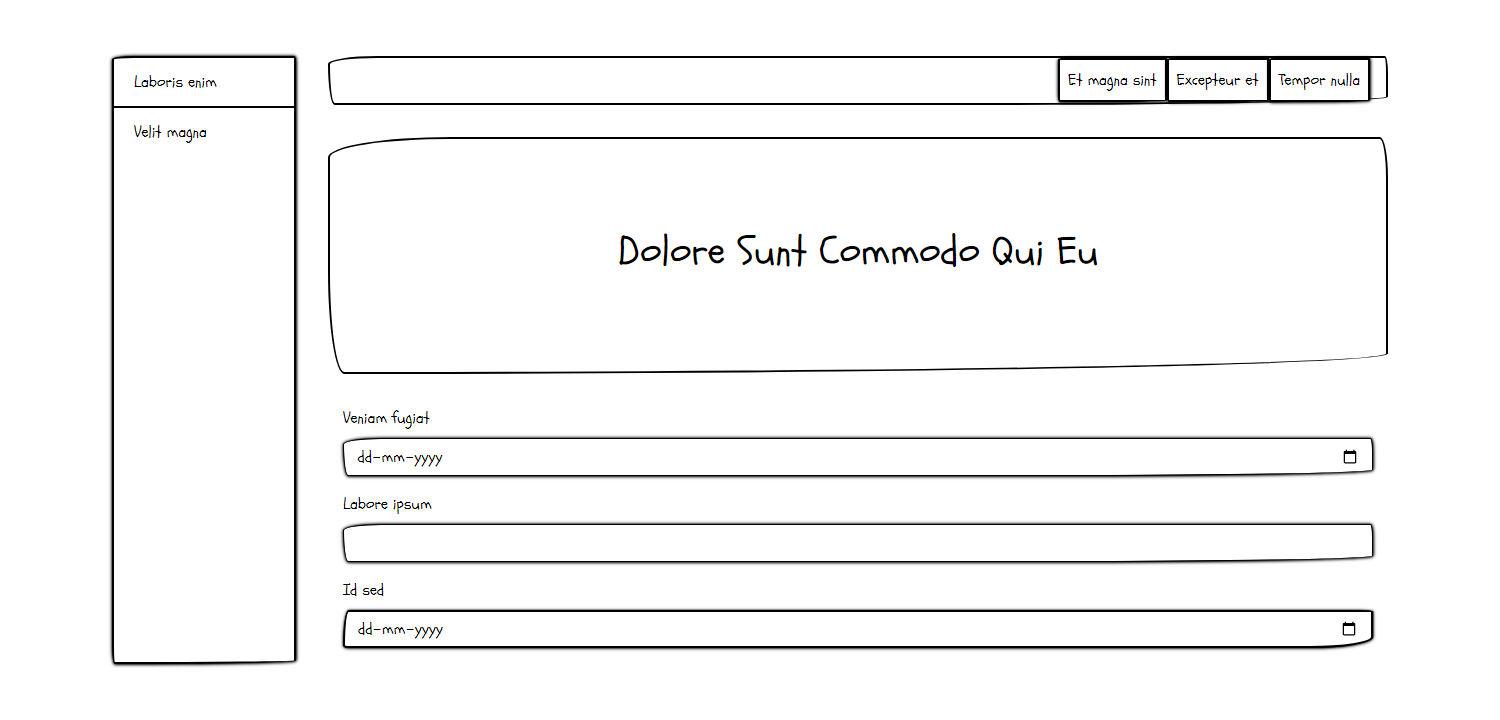 Laboris enim
Velit magna
Et magna sint
Excepteur et
Tempor nulla
Dolore Sunt Commodo Qui Eu
Veniam fugiat
dd-mm-yyyy
Labore ipsum
Id sed
dd-mm-yyyy